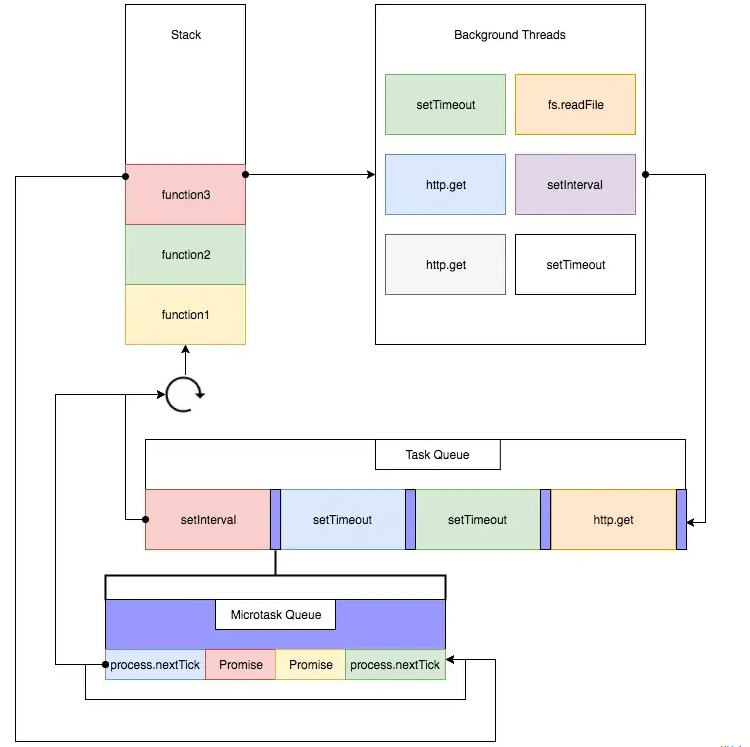 Stack
Background Threads
setTimeout
fs.readFile
function3
http.get
setInterval
function2
http.get
setTimeout
function1
Task Queue
setInterval
setTimeout
setTimeout
http.get
Microtask Queue
process.nextTick
Promise
Promise
process.nextTick